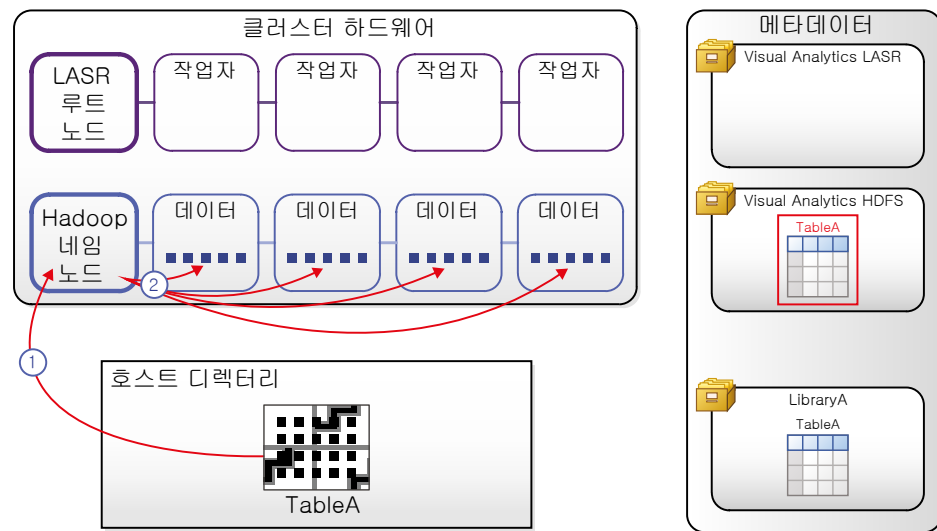 클러스터 하드웨어
LASR
루트
노드
작업자
작업자
작업자
작업자
Hadoop
네임
노드
데이터
데이터
데이터
데이터
2
1
호스트 디렉터리
TableA
메타데이터
Visual Analytics LASR
Visual Analytics HDFS
TableA
LibraryA
TableA